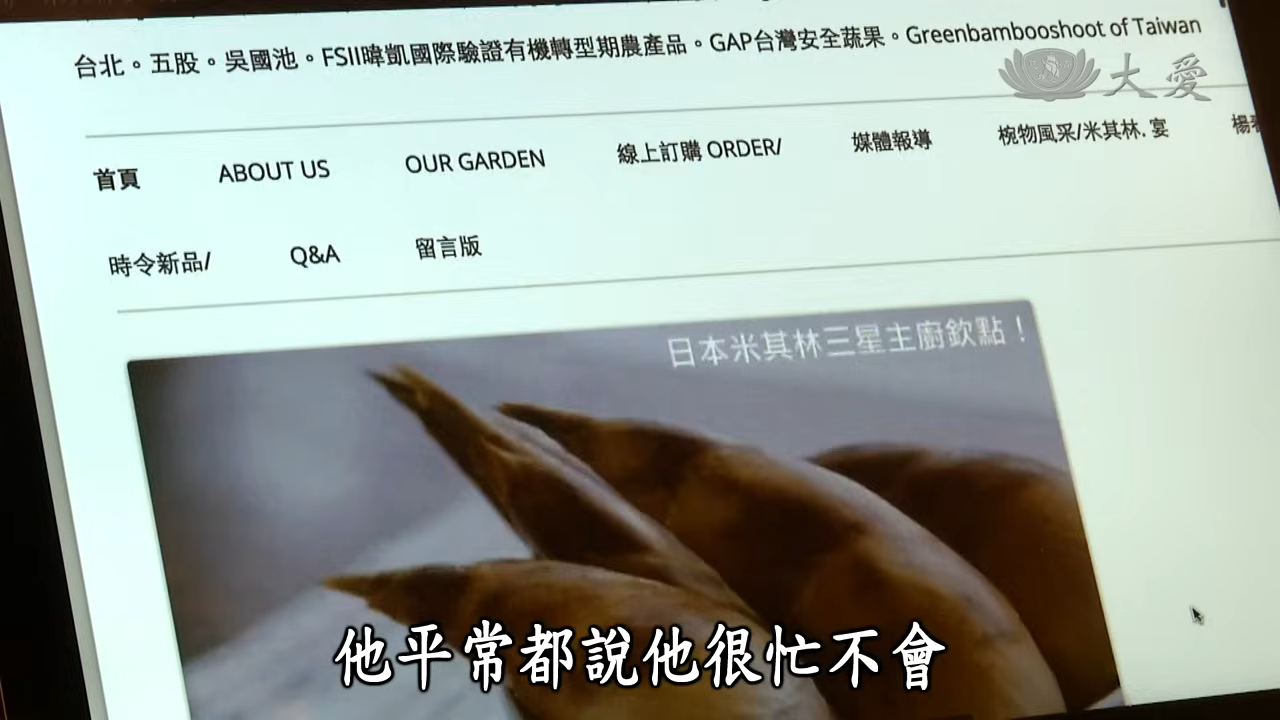 台北。五股。吳國池。FSII暐凱國際驗證有機轉型期農產品。GAP台灣安全蔬果。Greenbambooshoot of Taiwan
大愛
首頁 ABOUT US OUR GARDEN 線上訂購 ORDER/ 媒體報導 椀物風采/米其林.宴
時令新品/ Q&A 留言版
日本米其林三星主廚欽點！
他平常都說他很忙不會